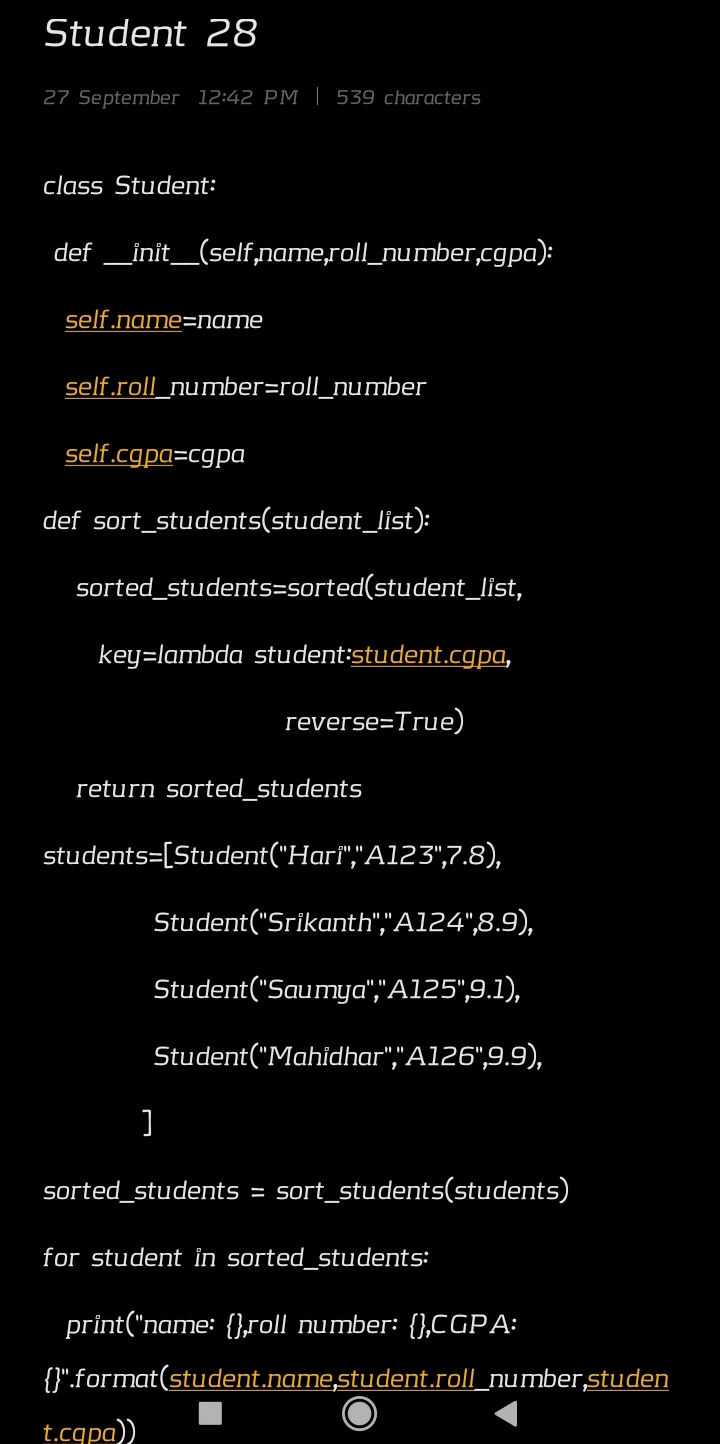 Student 28
27 September 12:42 PM | 539 characters
class Student:
def __init__(self,name,roll_number,cgpa):
self.name=name
self.roll_number=roll_number
self.cgpa=cgpa
def sort_students(student_list):
sorted_students=sorted(student_list,
key=lambda student:student.cgpa,
reverse=True)
return sorted_students
students=[Student("Hari","A123",7.8),
Student("Srikanth","A124",8.9),
Student("Saumya","A125",9.1),
Student("Mahidhar","A126",9.9),
]
sorted_students = sort_students(students)
for student in sorted_students:
print("name: {},roll number: {},CGPA:
{}".format(student.name,student.roll_number,studen
t.cgpa))